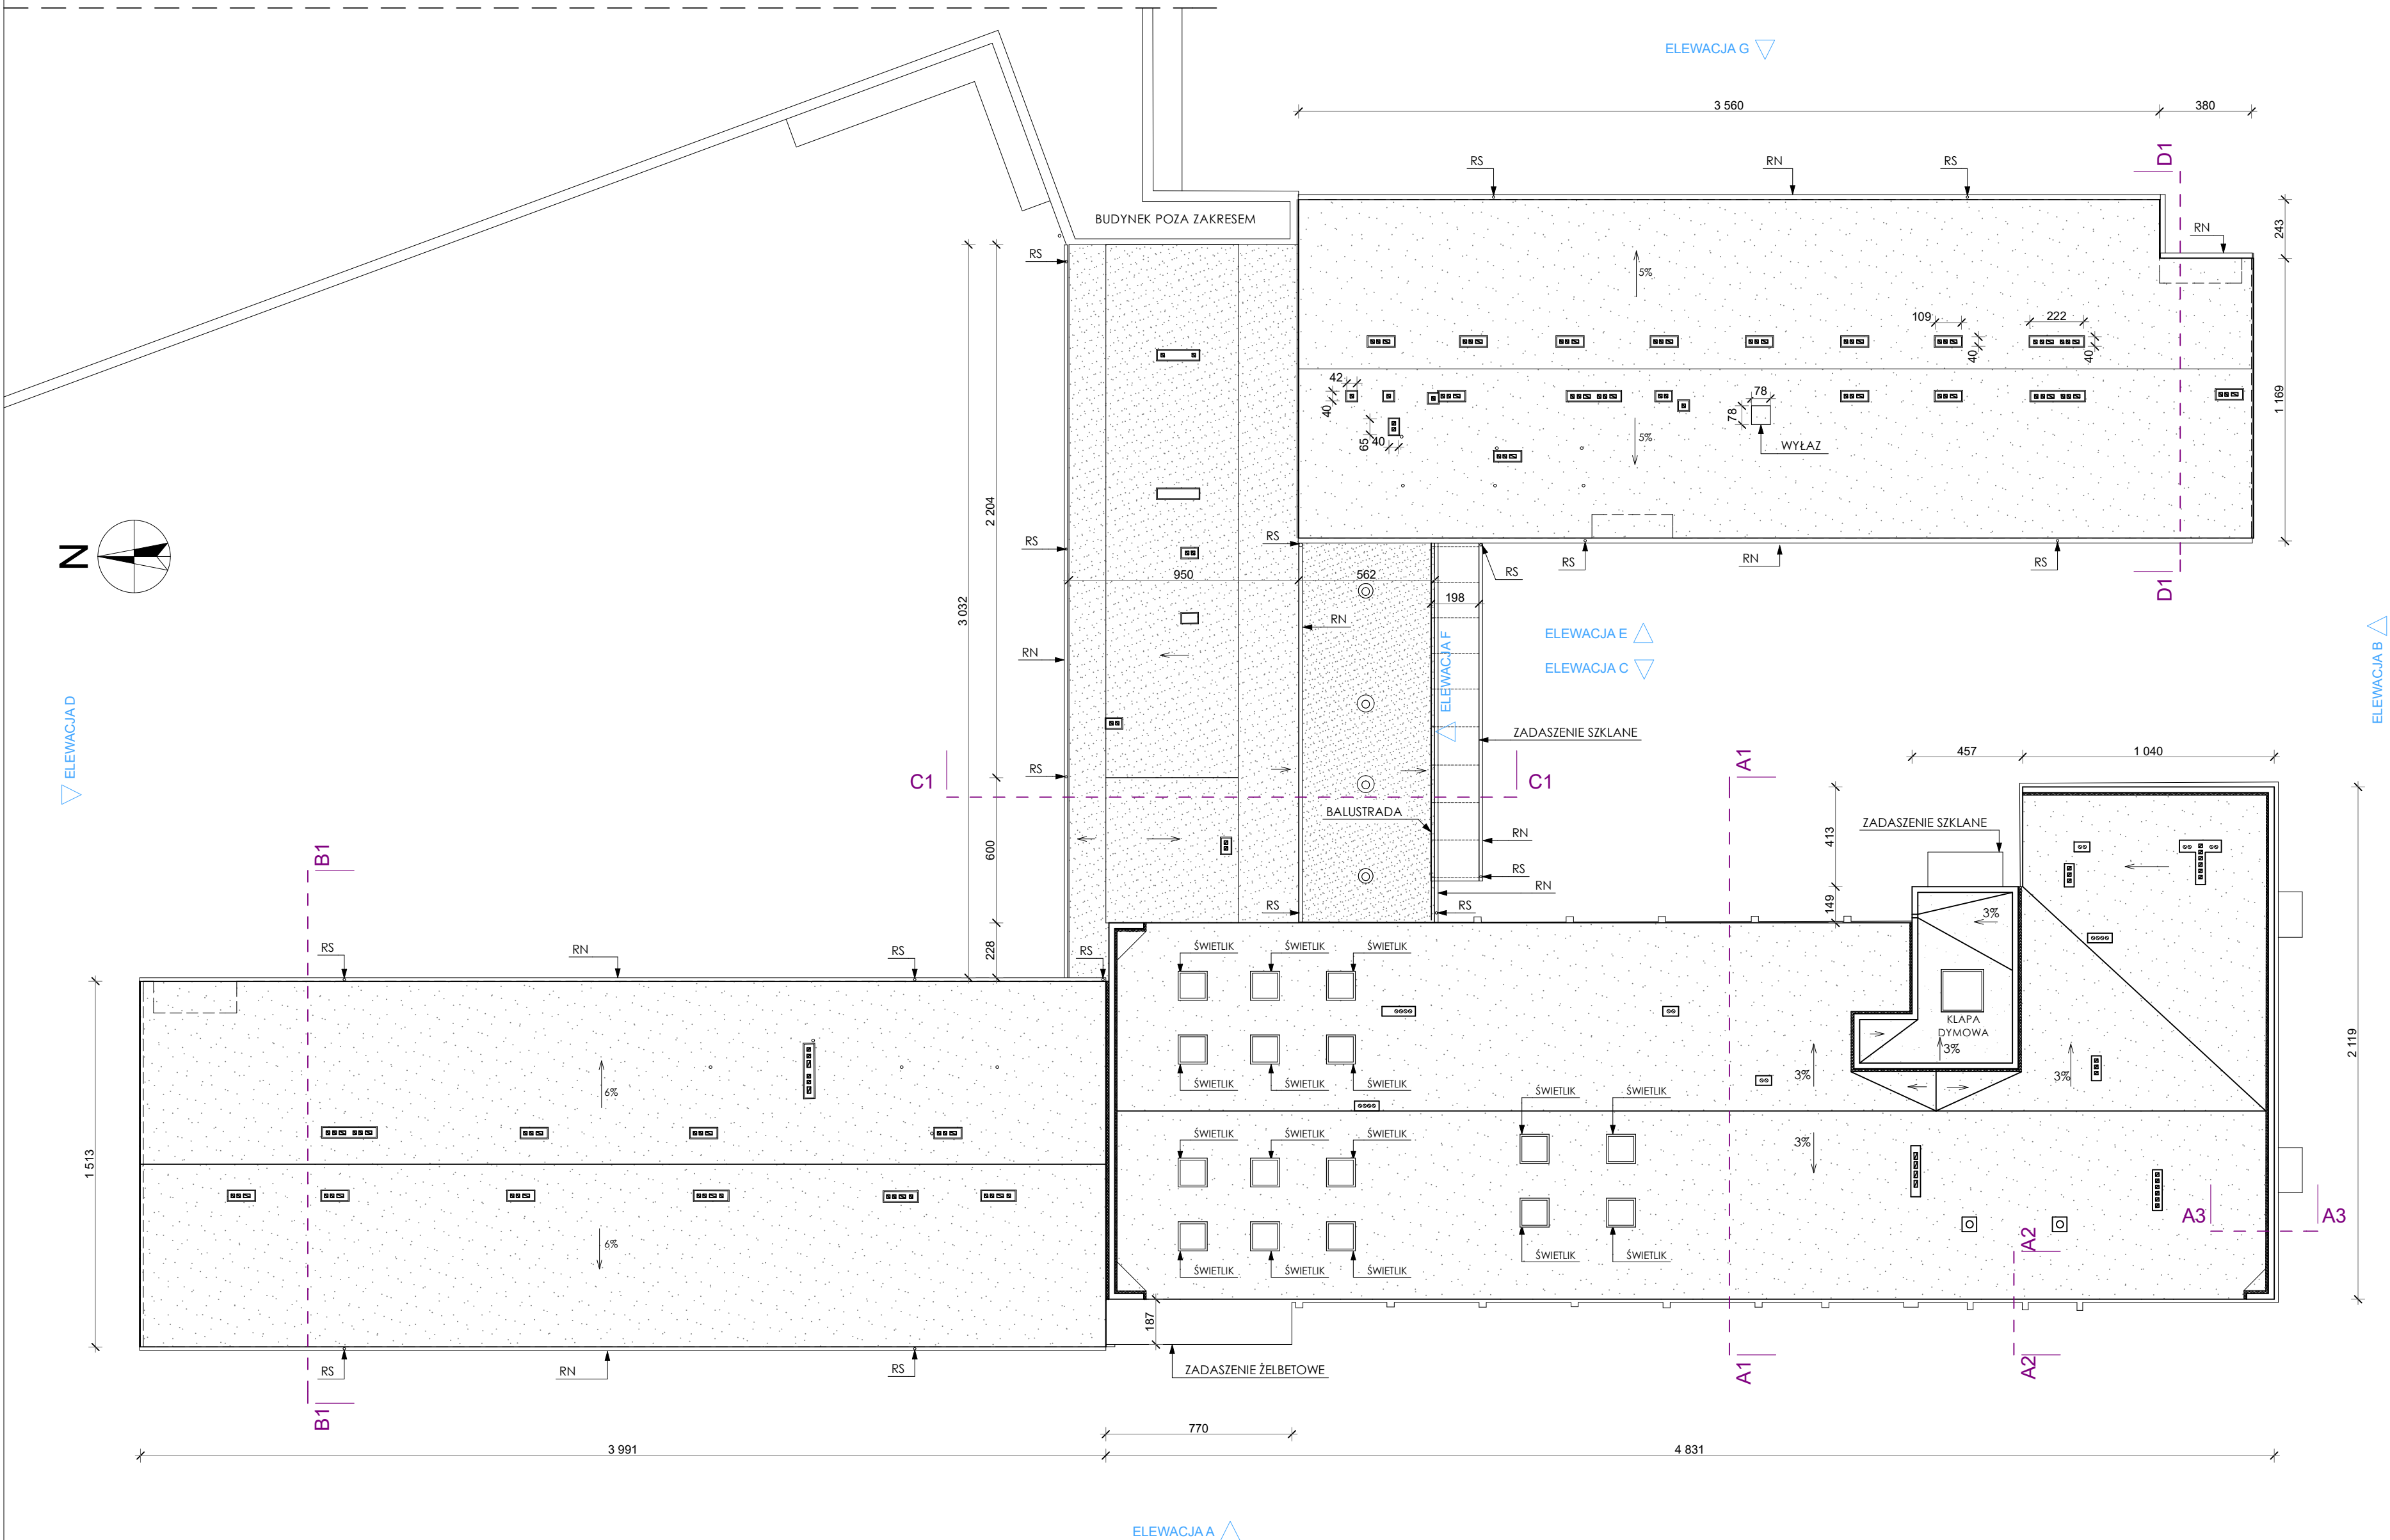 ELEWACJA G
3 560
380
D1
RS
RN
RS
BUDYNEK POZA ZAKRESEM
RN
243
RS
5%
109
222
40
40
42
40
78
78
1 169
5%
65
40
WYŁAZ
2 204
N
RS
RS
RS
RN
RS
RS
D1
950
562
198
3 032
RN
ELEWACJA E
ELEWACJA F
ELEWACJA C
RN
ELEWACJA B
ELEWACJA D
ZADASZENIE SZKLANE
RS
C1
C1
A1
457
1 040
BALUSTRADA
ZADASZENIE SZKLANE
413
RN
600
B1
RS
RN
149
3%
RS
RS
228
RS
RN
RS
RS
ŚWIETLIK
ŚWIETLIK
ŚWIETLIK
KLAPA
DYMOWA
3%
2 119
3%
3%
6%
ŚWIETLIK
ŚWIETLIK
ŚWIETLIK
ŚWIETLIK
ŚWIETLIK
1 513
ŚWIETLIK
ŚWIETLIK
ŚWIETLIK
3%
A3
A3
6%
A2
ŚWIETLIK
ŚWIETLIK
ŚWIETLIK
ŚWIETLIK
ŚWIETLIK
187
RS
RN
RS
ZADASZENIE ŻELBETOWE
A1
A2
B1
770
3 991
4 831
ELEWACJA A